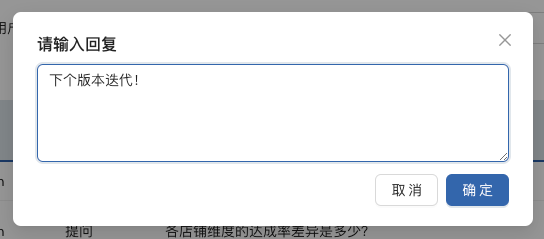 请输入回复
下个版本迭代！
取 消
确 定
提问
各店铺维度的达成率差异是多少？